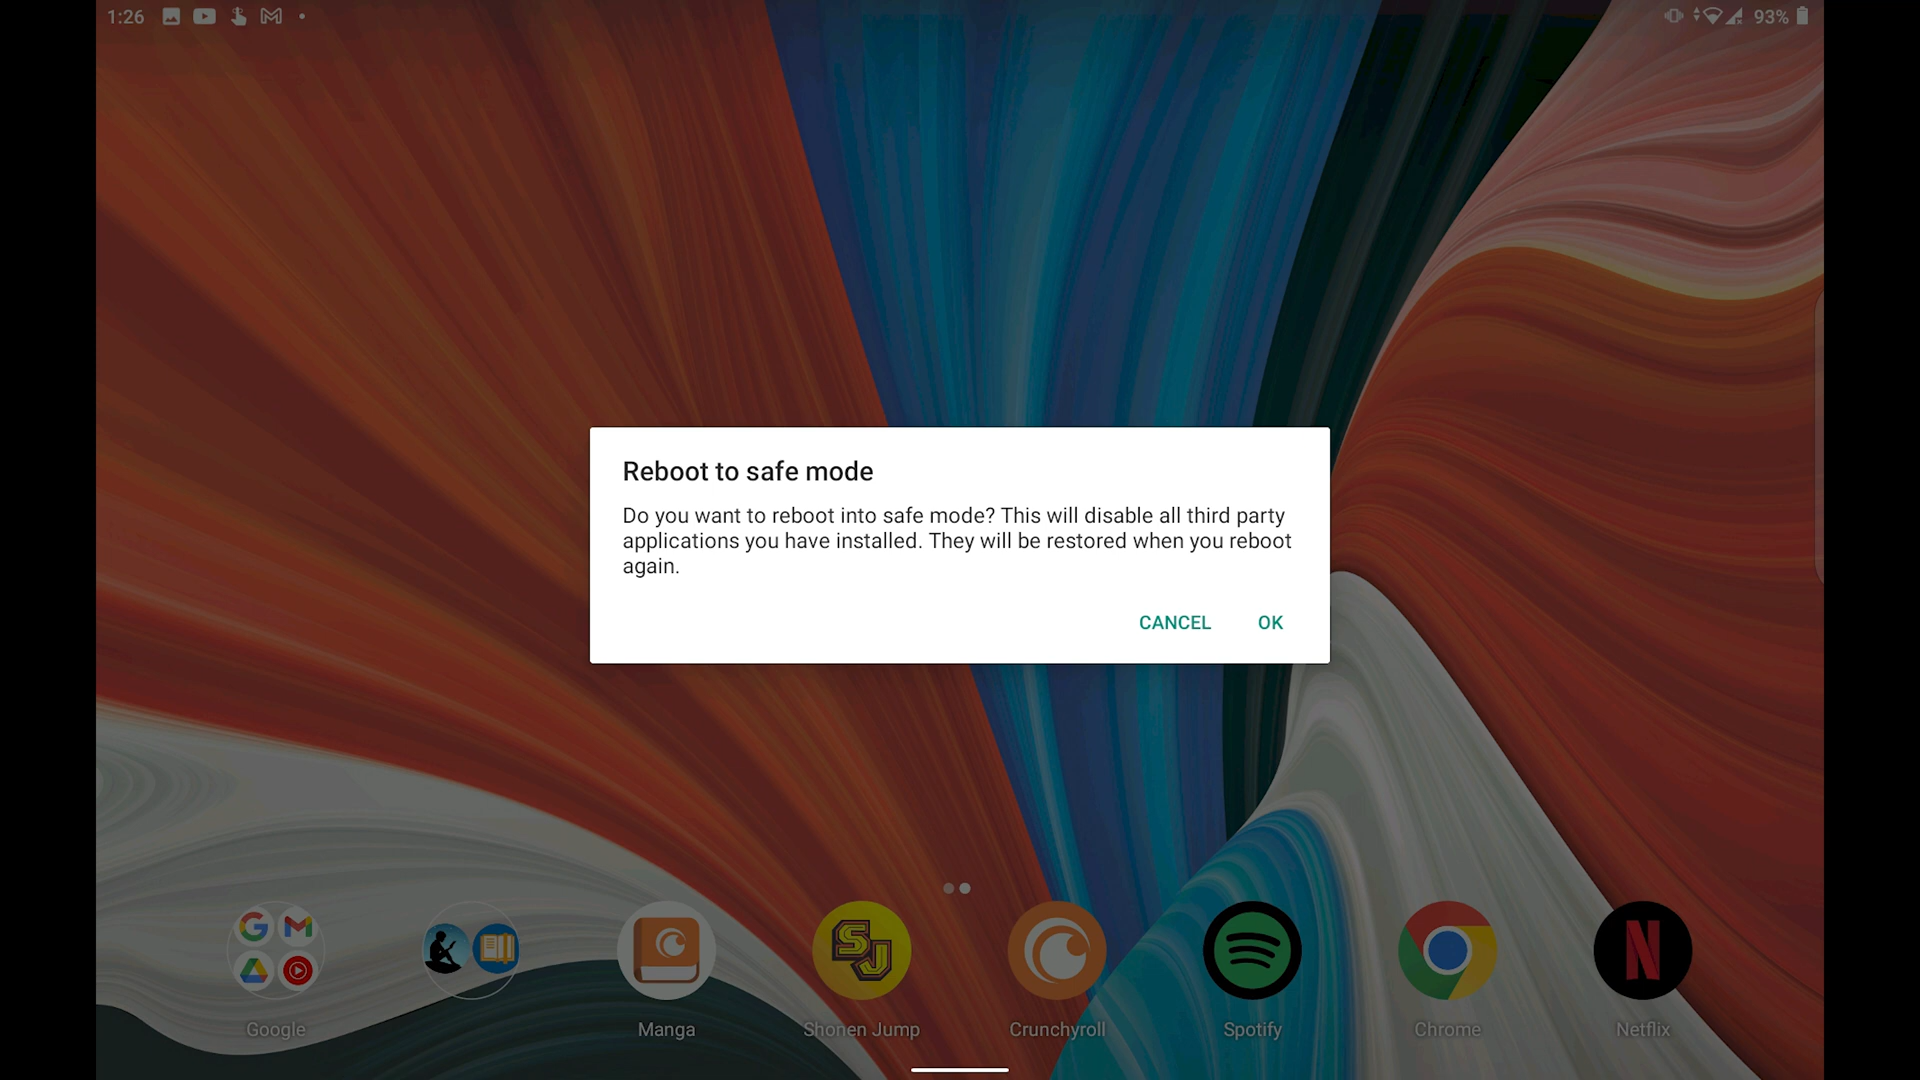 1:26
93%
Reboot to safe mode
Do you want to reboot into safe mode? This will disable all third party
applications you have installed. They will be restored when you reboot
again.
CANCEL OK
SJ
N
Google Manga Shonen Jump Crunchyroll Spotify Chrome Netflix